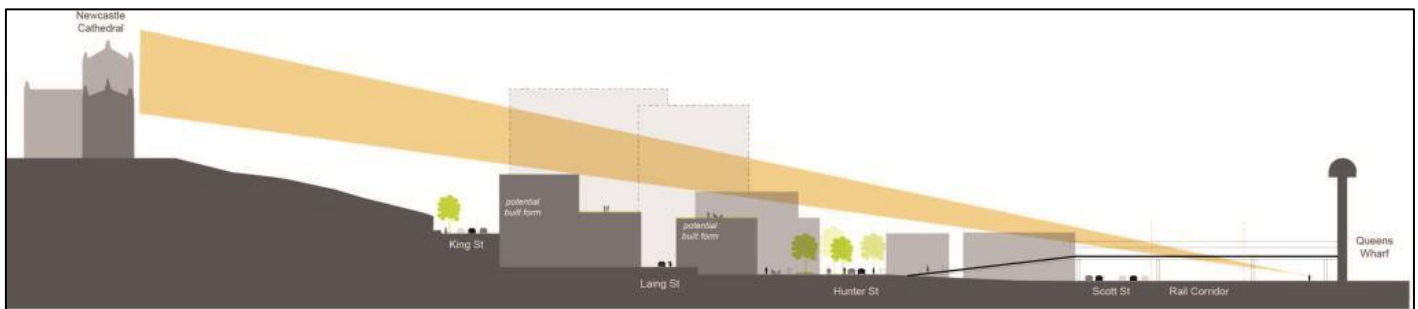 Newcastle
Cathedral
potential
built form
King St
Laing St
potential
built form
Hunter St
Scott St
Rail Corridor
Queens
Wharf